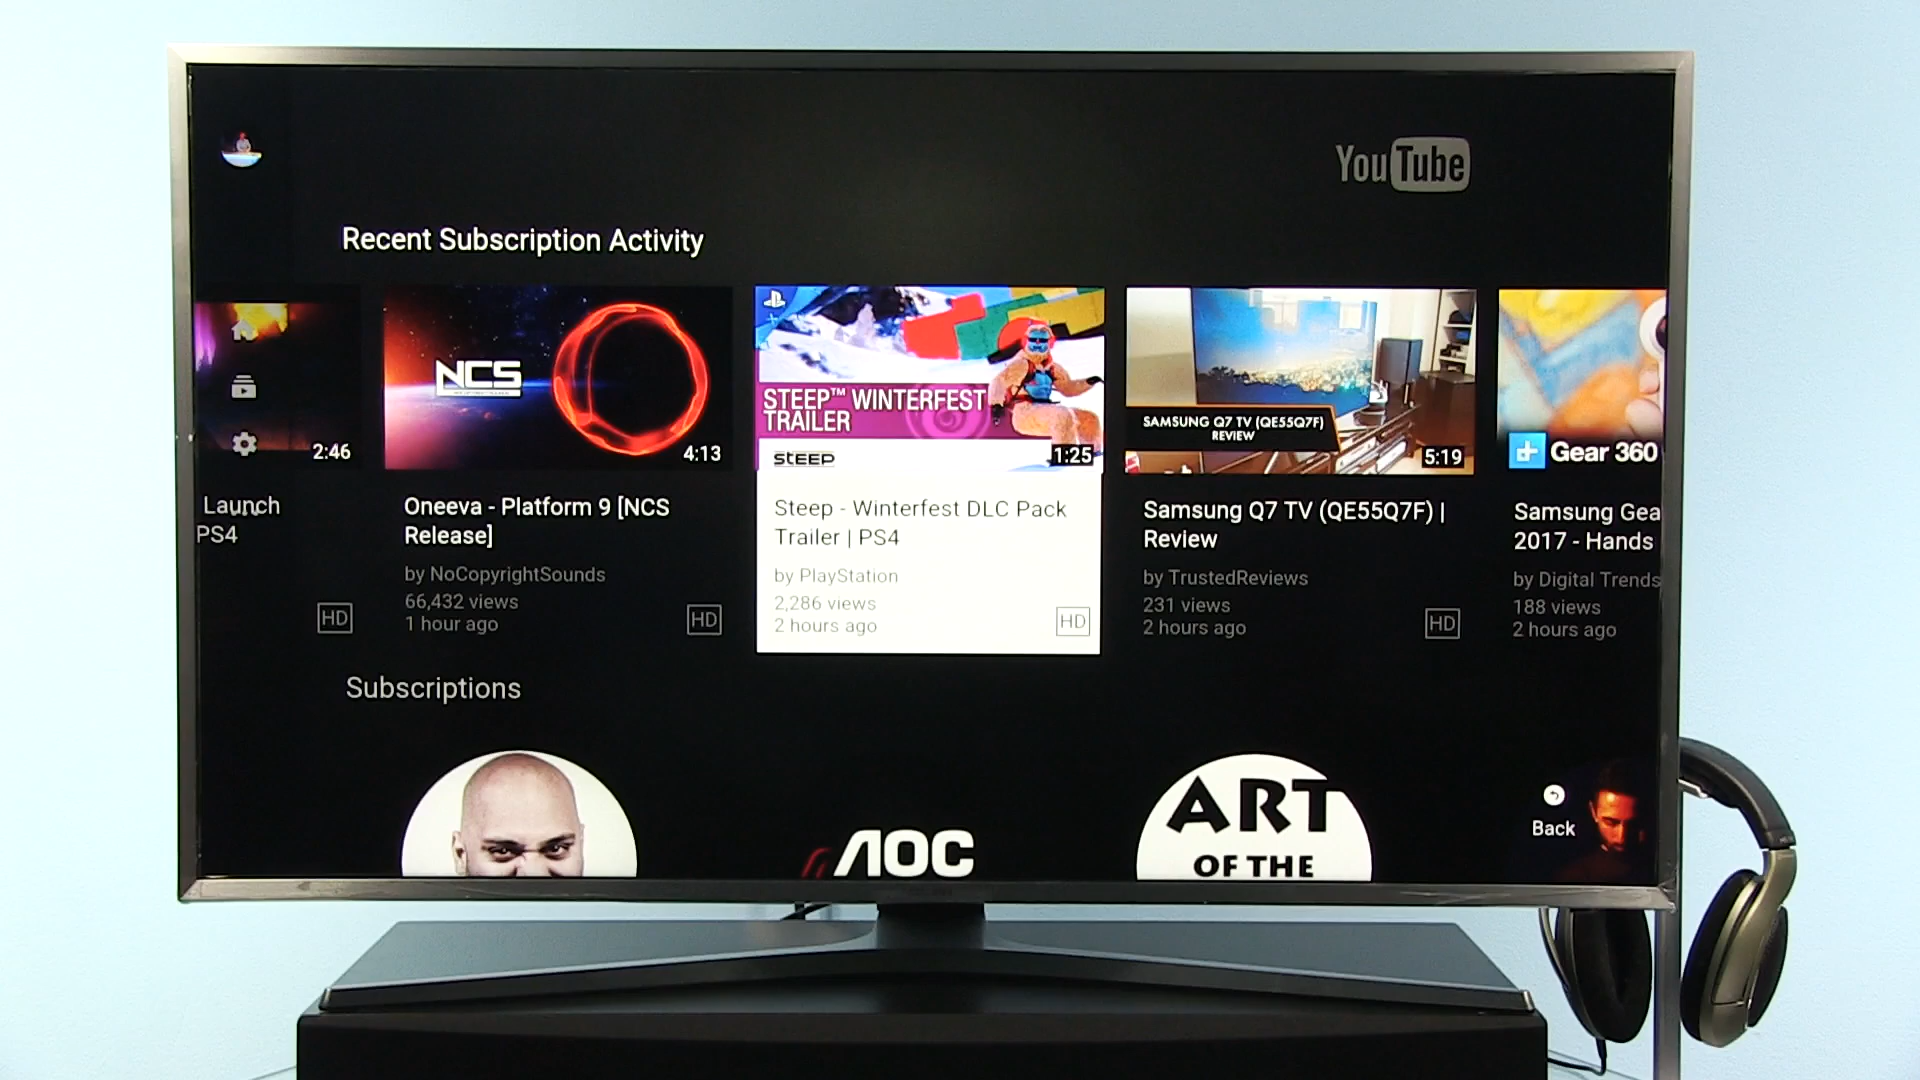 YouTube
Recent Subscription Activity
2:46
Launch
PS4
HD
NCS
4:13
Oneeva - Platform 9 [NCS
Release]
by NoCopyrightSounds
66,432 views
1 hour ago
HD
STEEP™ WINTERFEST
TRAILER
STEEP
1:25
Steep - Winterfest DLC Pack
Trailer | PS4
by PlayStation
2,286 views
2 hours ago
HD
SAMSUNG Q7 TV (QE55Q7F)
REVIEW
5:19
Samsung Q7 TV (QE55Q7F) |
Review
by TrustedReviews
231 views
2 hours ago
HD
Gear 360
Samsung Gea
2017 - Hands
by Digital Trends
188 views
2 hours ago
Subscriptions
AOC
ART
OF THE
Back